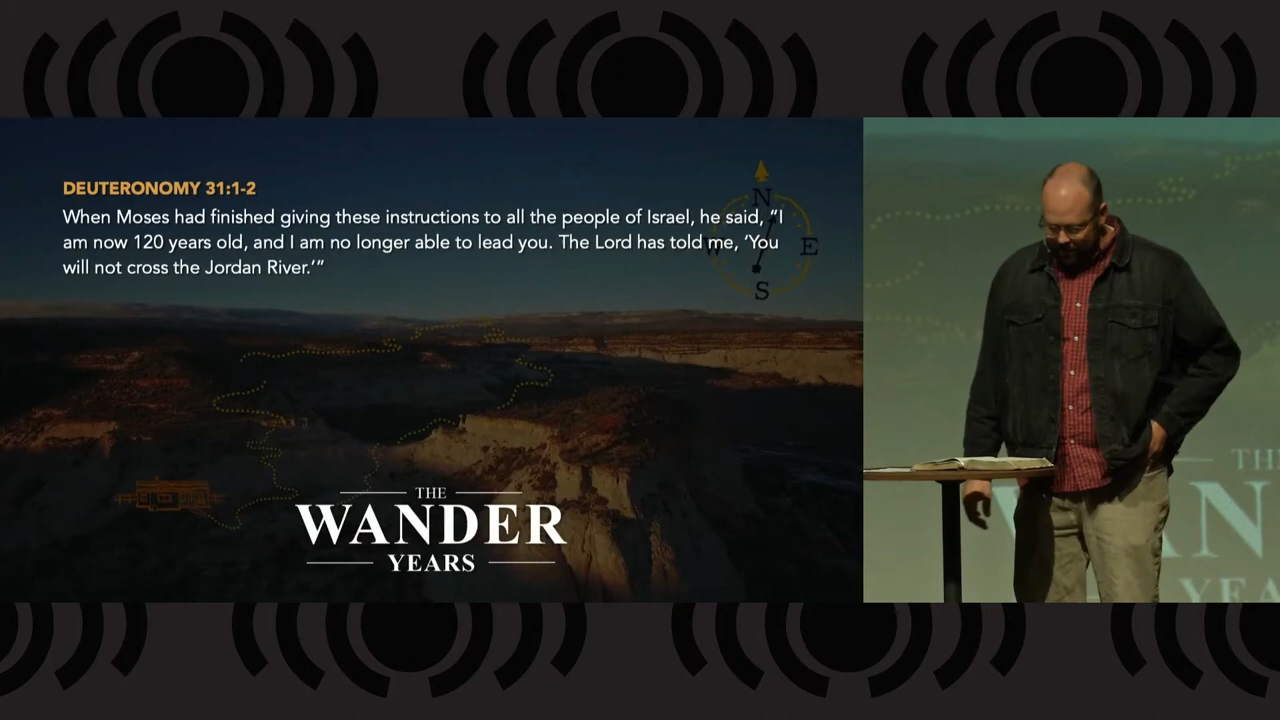 DEUTERONOMY 31:1-2
When Moses had finished giving these instructions to all the people of Israel, he said, “I
am now 120 years old, and I am no longer able to lead you. The Lord has told me, ‘You
will not cross the Jordan River.’”
N
W
E
S
THE
WANDER
YEARS